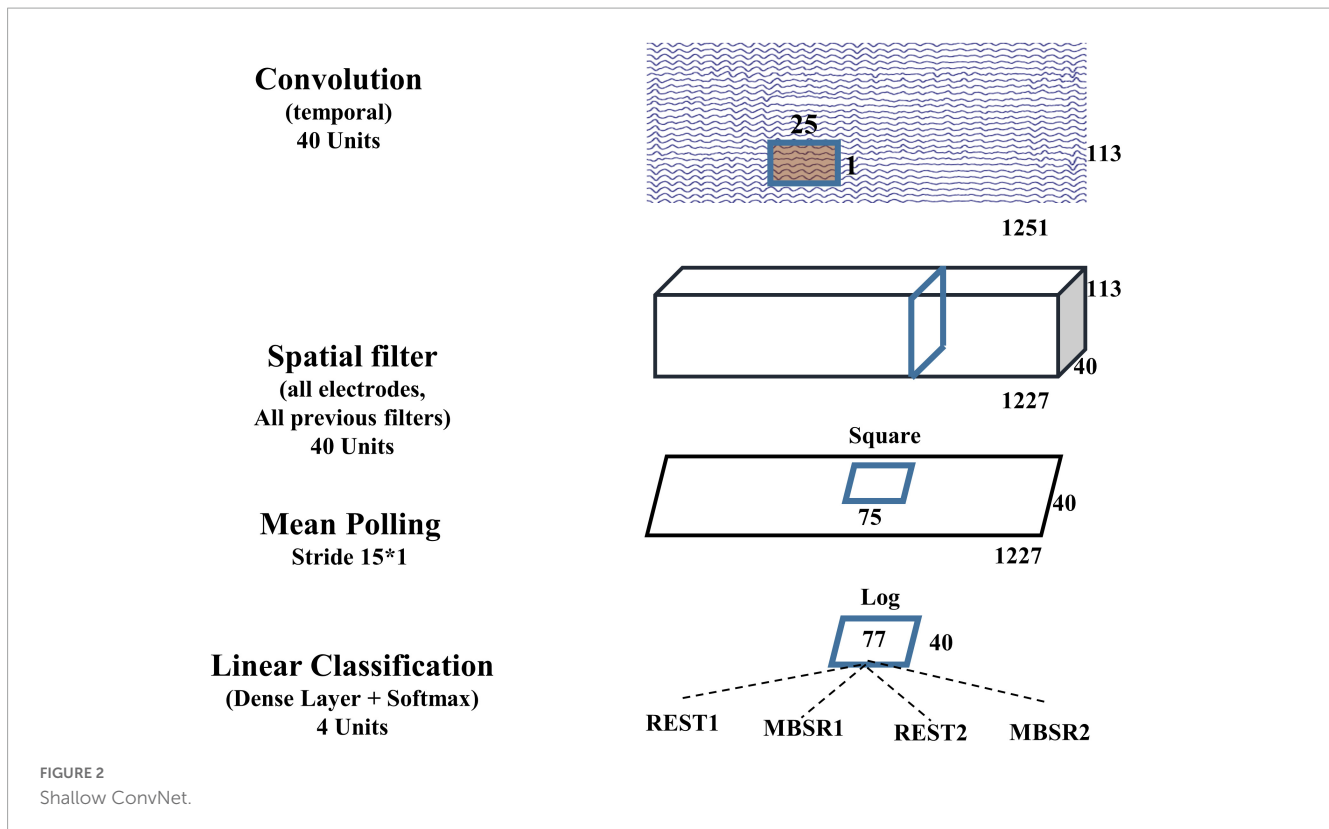 Convolution
(temporal)
40 Units
25
1
113
1251
Spatial filter
(all electrodes,
All previous filters)
40 Units
113
40
1227
Mean Polling
Stride 15*1
Square
75
40
1227
Linear Classification
(Dense Layer + Softmax)
4 Units
Log
77
40
REST1
MBSR1
REST2
MBSR2
FIGURE 2
Shallow ConvNet.